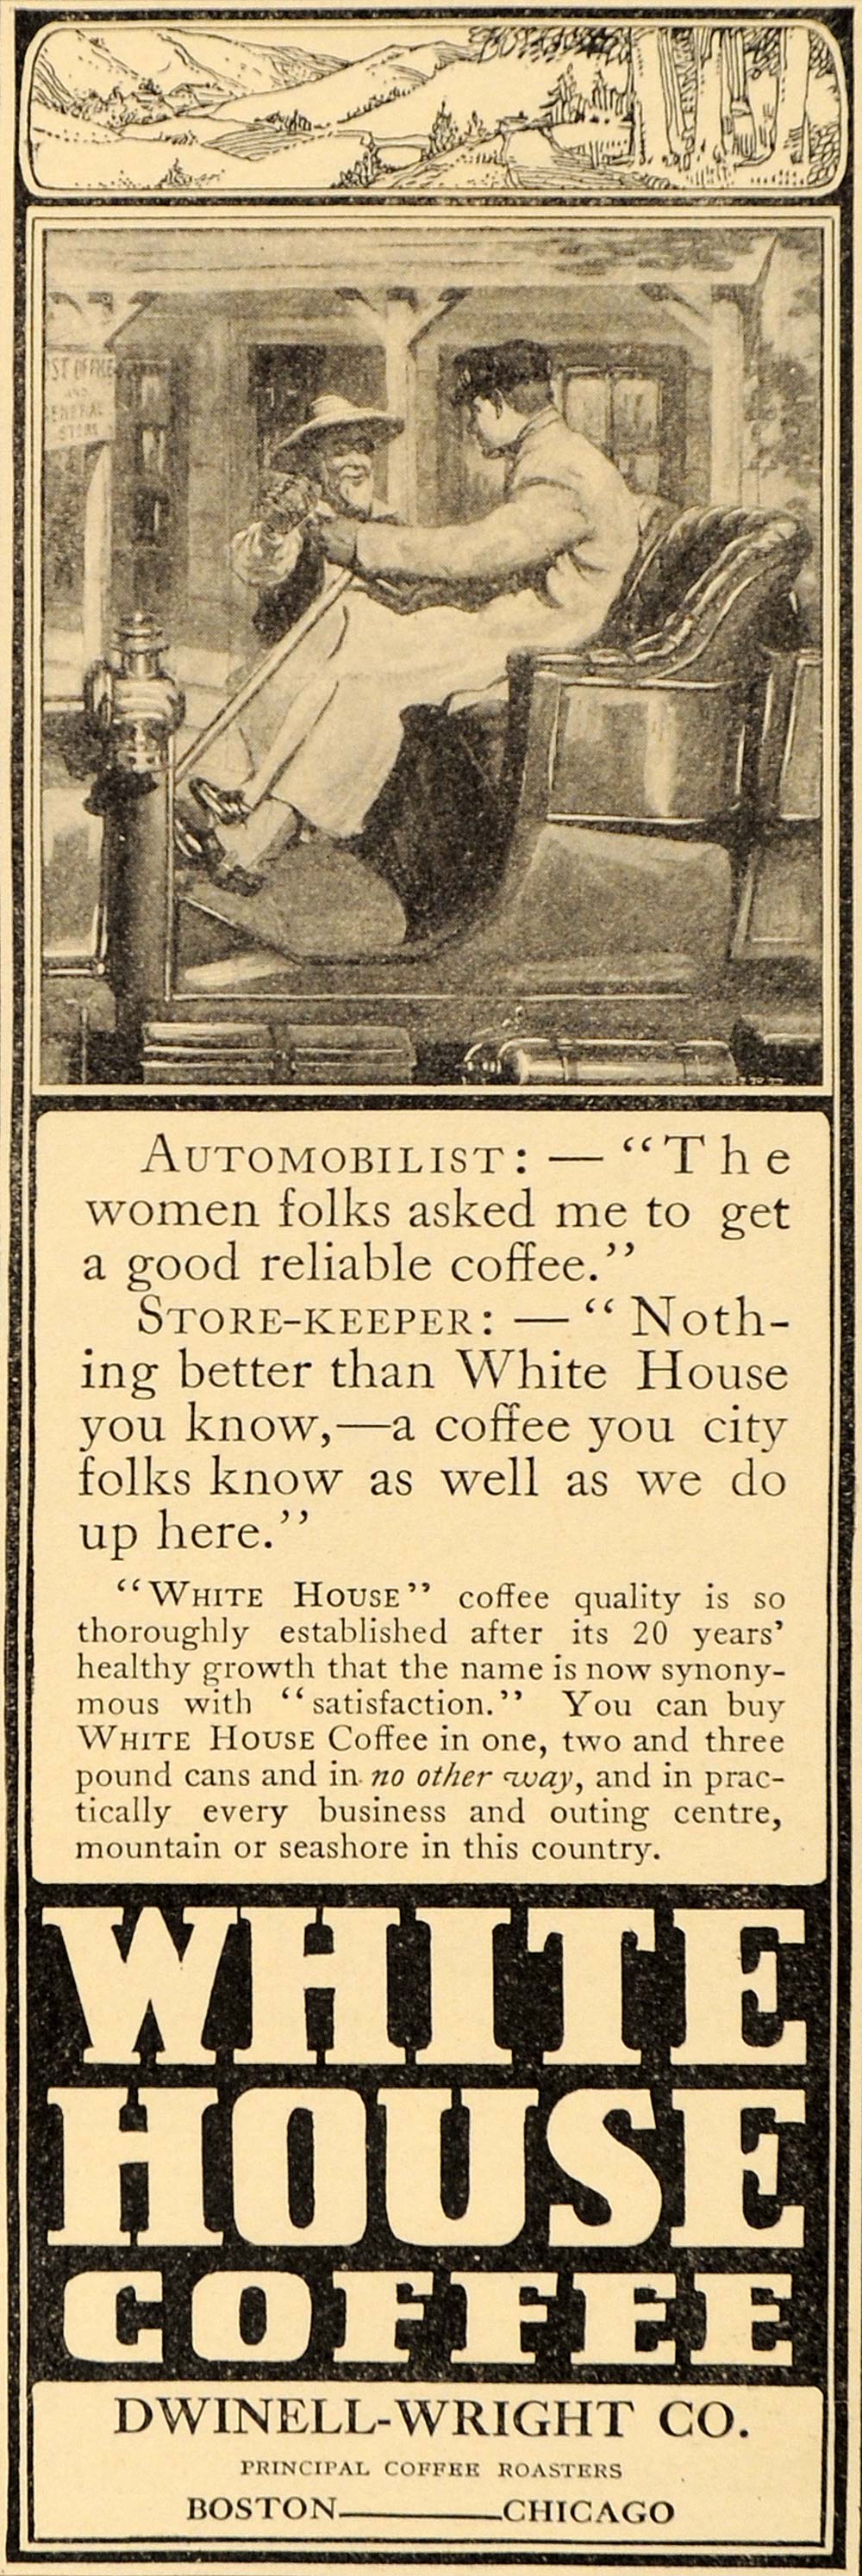 ST OFFICE
AND
GENERAL
STORE
AUTOMOBILIST: — “The
women folks asked me to get
a good reliable coffee.”
STORE-KEEPER: — “Noth-
ing better than White House
you know,—a coffee you city
folks know as well as we do
up here.”
“WHITE HOUSE” coffee quality is so
thoroughly established after its 20 years’
healthy growth that the name is now synony-
mous with “satisfaction.” You can buy
WHITE HOUSE Coffee in one, two and three
pound cans and in no other way, and in prac-
tically every business and outing centre,
mountain or seashore in this country.
WHITE
HOUSE
COFFEE
DWINELL-WRIGHT CO.
PRINCIPAL COFFEE ROASTERS
BOSTON———CHICAGO